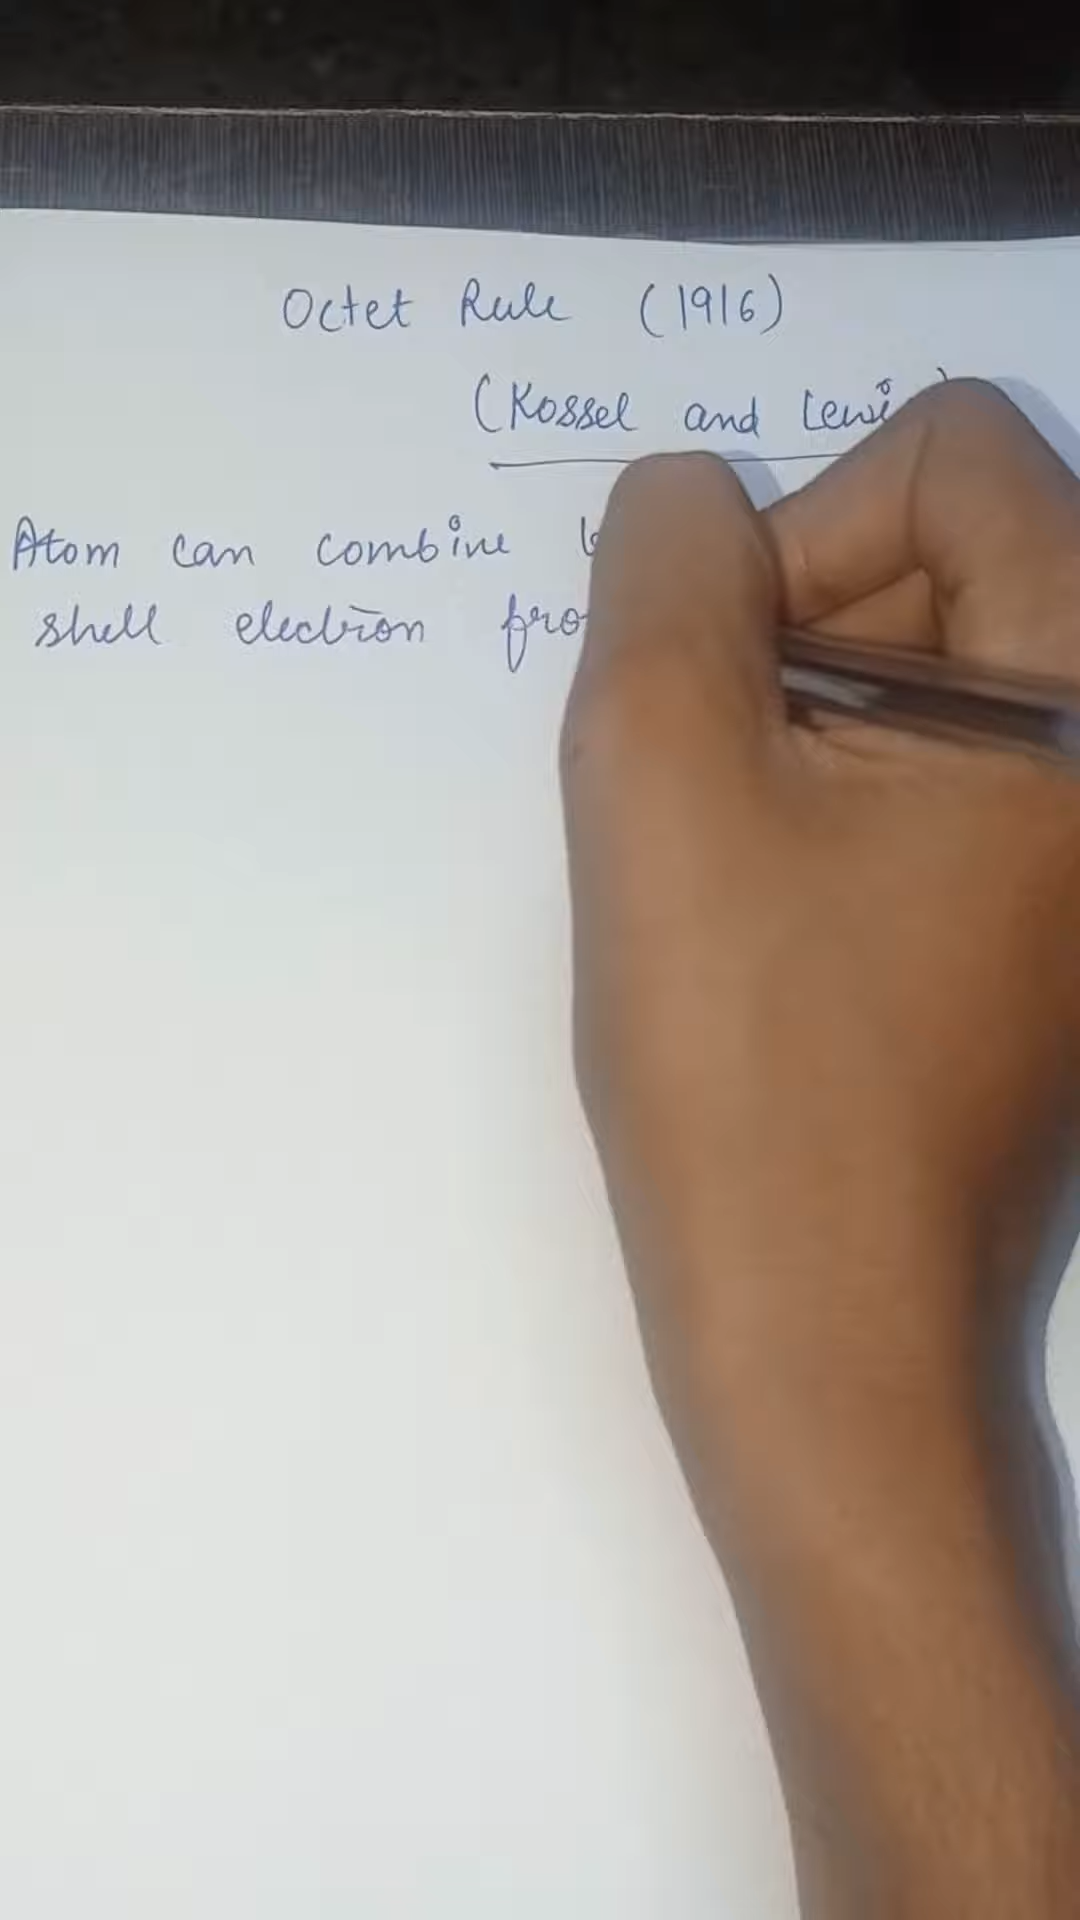 Octet Rule (1916)
(Kossel and
Atom can combine
shell electron